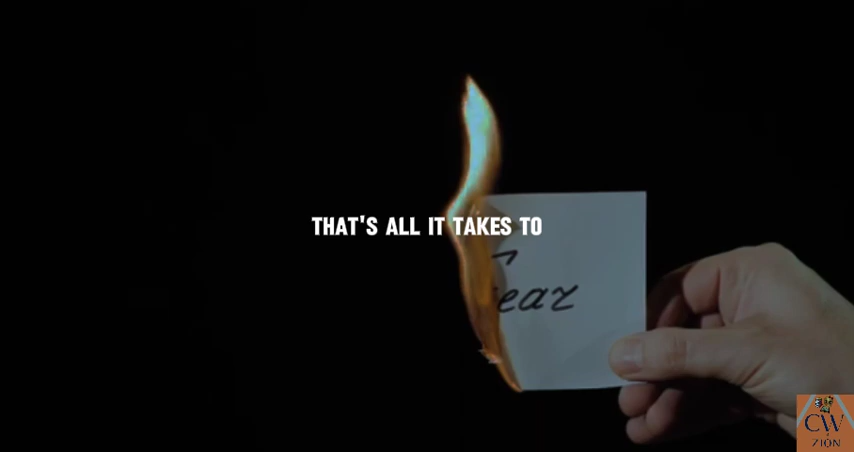 THAT'S ALL IT TAKES TO
Fear
CW
ZION